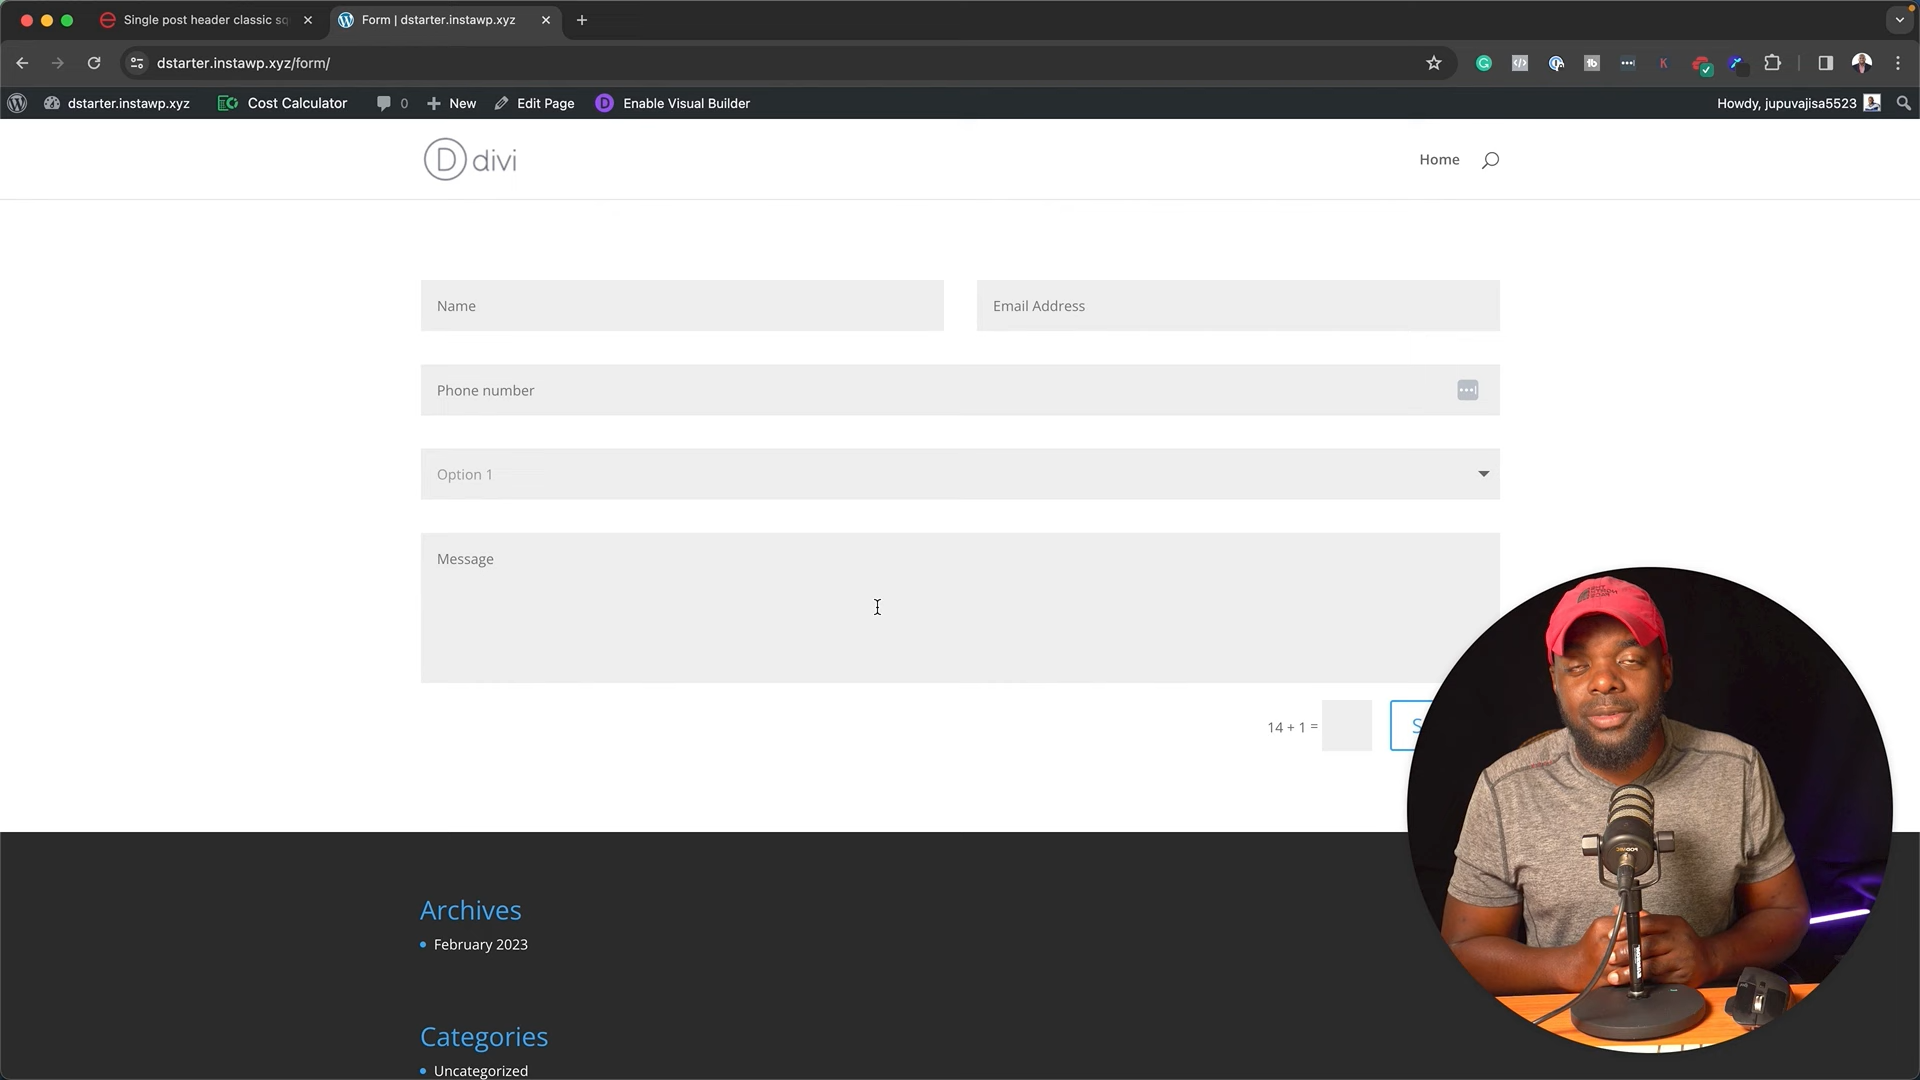 Single post header classic sq
Form | dstarter.instawp.xyz
dstarter.instawp.xyz/form/
dstarter.instawp.xyz
Cost Calculator
0
New
Edit Page
Enable Visual Builder
Howdy, jupuvajisa5523
D divi
Home
Name
Email Address
Phone number
Option 1
Message
14 + 1 =
S
Archives
February 2023
Categories
Uncategorized